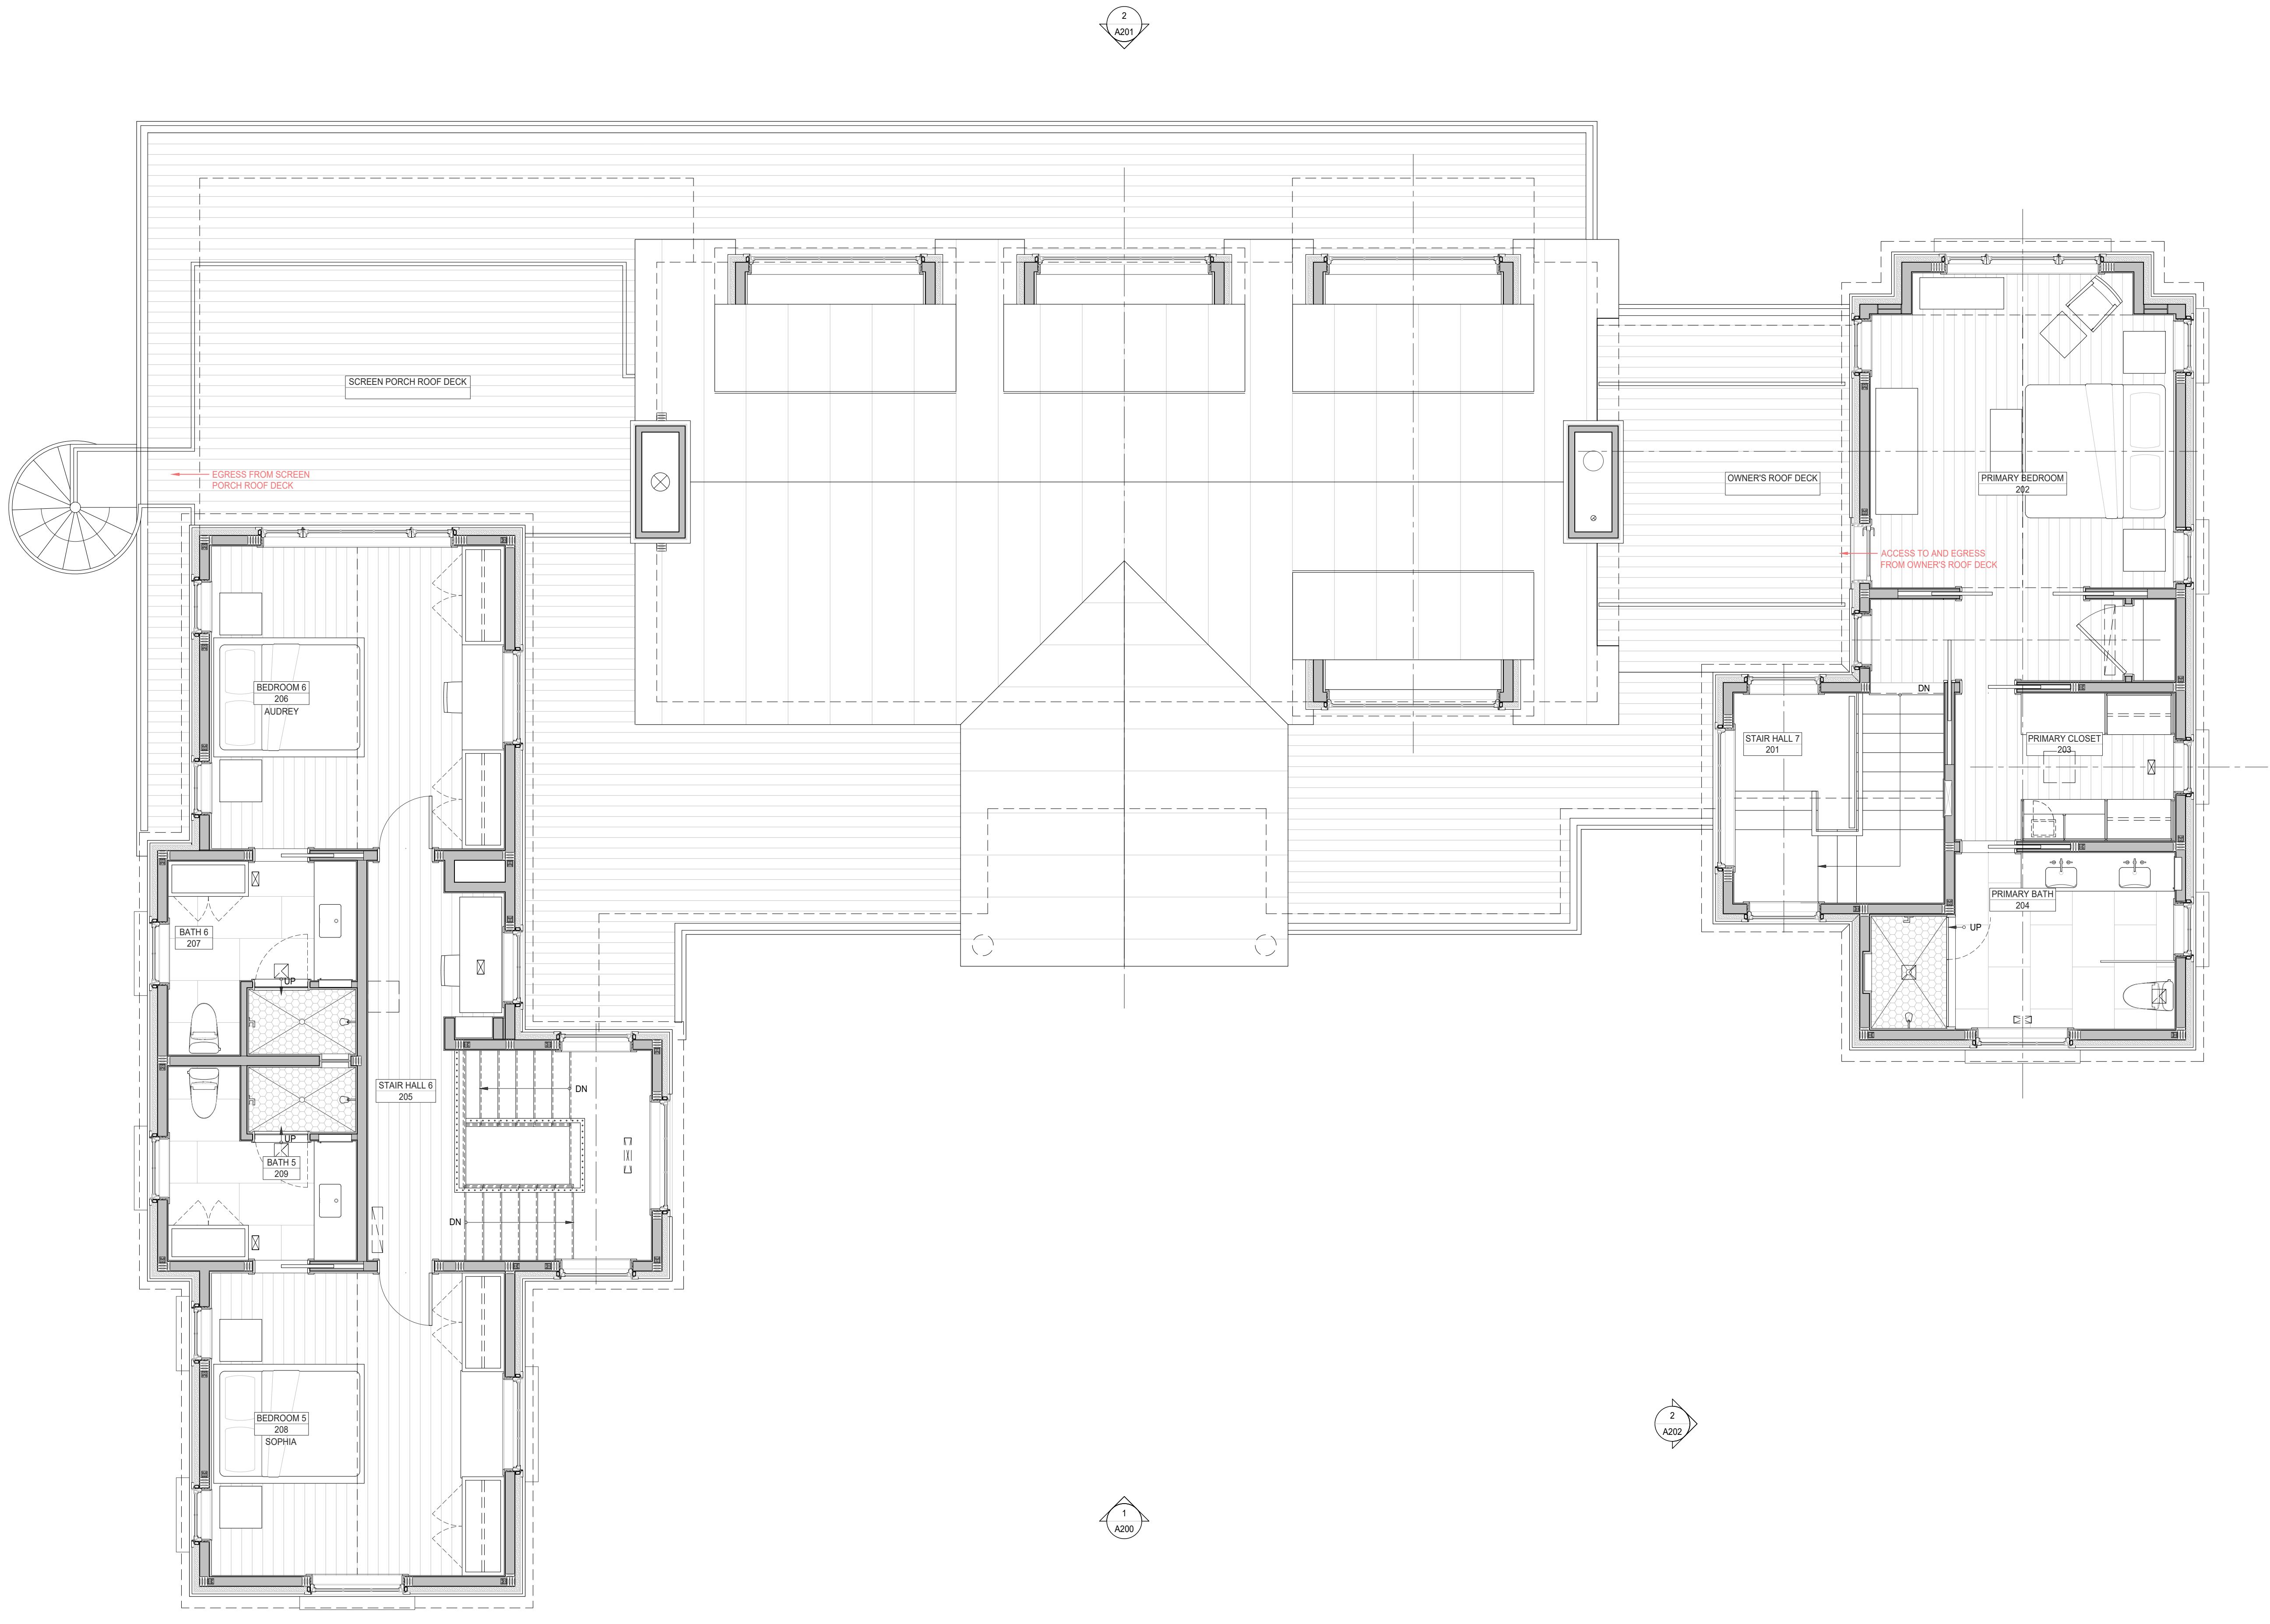 2
A201
SCREEN PORCH ROOF DECK
EGRESS FROM SCREEN
PORCH ROOF DECK
OWNER'S ROOF DECK
PRIMARY BEDROOM
202
ACCESS TO AND EGRESS
FROM OWNER'S ROOF DECK
BEDROOM 6
206
AUDREY
DN
STAIR HALL 7
201
PRIMARY CLOSET
203
PRIMARY BATH
204
UP
BATH 6
207
UP
STAIR HALL 6
205
DN
UP
BATH 5
209
DN
BEDROOM 5
208
SOPHIA
2
A202
1
A200